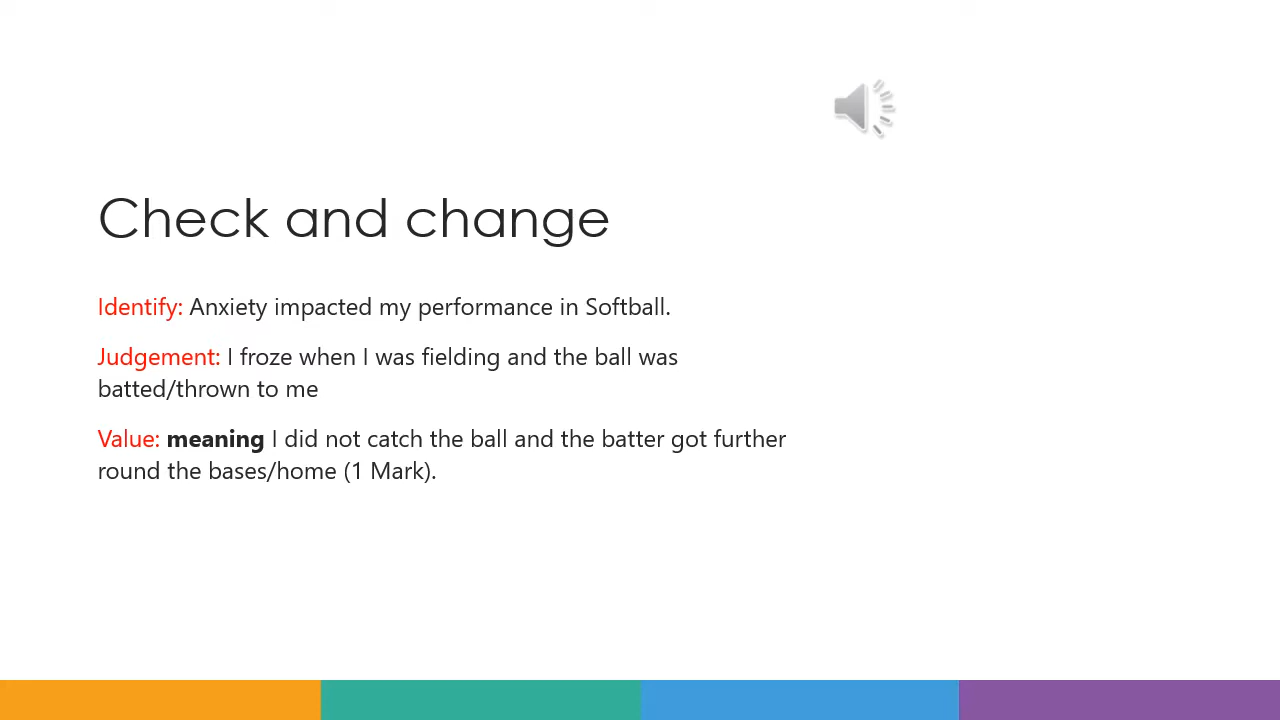 Check and change
Identify: Anxiety impacted my performance in Softball.
Judgement: I froze when I was fielding and the ball was
batted/thrown to me
Value: meaning I did not catch the ball and the batter got further
round the bases/home (1 Mark).